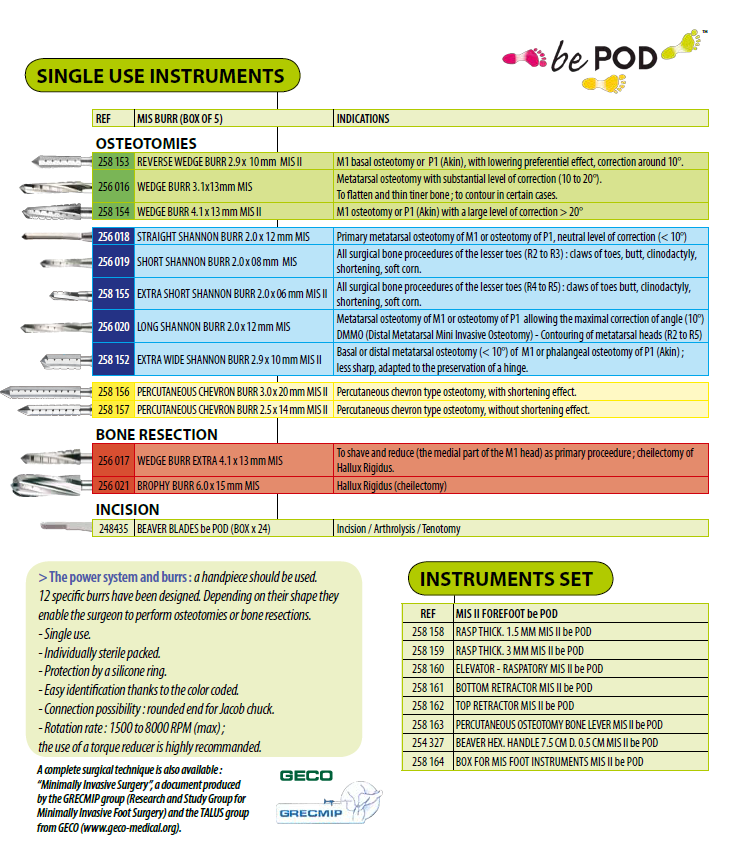 be POD ™
SINGLE USE INSTRUMENTS
REF MIS BURR (BOX OF 5) INDICATIONS
OSTEOTOMIES
258 153 REVERSE WEDGE BURR 2.9 x 10 mm MIS II M1 basal osteotomy or P1 (Akin), with lowering preferentiel effect, correction around 10°.
256 016 WEDGE BURR 3.1x13mm MIS Metatarsal osteotomy with substantial level of correction (10 to 20°).
To flatten and thin tiner bone ; to contour in certain cases.
258 154 WEDGE BURR 4.1 x 13 mm MIS II M1 osteotomy or P1 (Akin) with a large level of correction > 20°
256 018 STRAIGHT SHANNON BURR 2.0 x 12 mm MIS Primary metatarsal osteotomy of M1 or osteotomy of P1, neutral level of correction (< 10°)
256 019 SHORT SHANNON BURR 2.0 x 08 mm MIS All surgical bone proceedures of the lesser toes (R2 to R3) : claws of toes, butt, clinodactyly,
shortening, soft corn.
258 155 EXTRA SHORT SHANNON BURR 2.0 x 06 mm MIS II All surgical bone proceedures of the lesser toes (R4 to R5) : claws of toes butt, clinodactyly,
shortening, soft corn.
256 020 LONG SHANNON BURR 2.0 x 12 mm MIS Metatarsal osteotomy of M1 or osteotomy of P1 allowing the maximal correction of angle (10°)
DMMO (Distal Metatarsal Mini Invasive Osteotomy) - Contouring of metatarsal heads (R2 to R5)
258 152 EXTRA WIDE SHANNON BURR 2.9 x 10 mm MIS II Basal or distal metatarsal osteotomy (< 10°) of M1 or phalangeal osteotomy of P1 (Akin) ;
less sharp, adapted to the preservation of a hinge.
258 156 PERCUTANEOUS CHEVRON BURR 3.0 x 20 mm MIS II Percutaneous chevron type osteotomy, with shortening effect.
258 157 PERCUTANEOUS CHEVRON BURR 2.5 x 14 mm MIS II Percutaneous chevron type osteotomy, without shortening effect.
BONE RESECTION
256 017 WEDGE BURR EXTRA 4.1 x 13 mm MIS To shave and reduce (the medial part of the M1 head) as primary procedure ; cheilectomy of
Hallux Rigidus.
256 021 BROPHY BURR 6.0 x 15 mm MIS Hallux Rigidus (cheilectomy)
INCISION
248435 BEAVER BLADES be POD (BOX x 24) Incision / Arthrolysis / Tenotomy
> The power system and burrs : a handpiece should be used.
12 specific burrs have been designed. Depending on their shape they
enable the surgeon to perform osteotomies or bone resections.
- Single use.
- Individually sterile packed.
- Protection by a silicone ring.
- Easy identification thanks to the color coded.
- Connection possibility : rounded end for Jacob chuck.
- Rotation rate : 1500 to 8000 RPM (max) ;
the use of a torque reducer is highly recommanded.
A complete surgical technique is also available :
"Minimally Invasive Surgery", a document produced
by the GRECMIP group (Research and Study Group for
Minimally Invasive Foot Surgery) and the TALUS group
from GECO (www.geco-medical.org).
GECO
GRECMIP
INSTRUMENTS SET
REF MIS II FOREFOOT be POD
258 158 RASP THICK. 1.5 MM MIS II be POD
258 159 RASP THICK. 3 MM MIS II be POD
258 160 ELEVATOR - RASPATORY MIS II be POD
258 161 BOTTOM RETRACTOR MIS II be POD
258 162 TOP RETRACTOR MIS II be POD
258 163 PERCUTANEOUS OSTEOTOMY BONE LEVER MIS II be POD
254 327 BEAVER HEX. HANDLE 7.5 CM D. 0.5 CM MIS II be POD
258 164 BOX FOR MIS FOOT INSTRUMENTS MIS II be POD